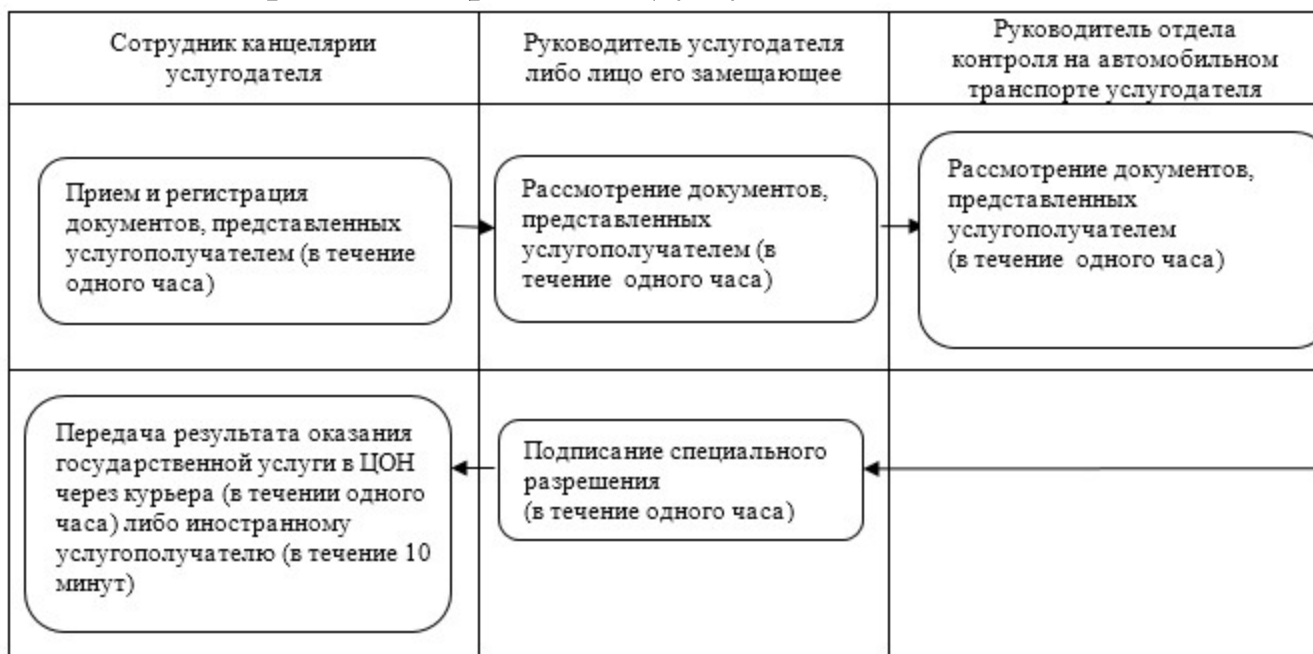 Сотрудник канцелярии
услугодателя
Руководитель услугодателя
либо лицо его замещающее
Руководитель отдела
контроля на автомобильном
транспорте услугодателя
Прием и регистрация
документов, представленных
услугополучателем (в течение
одного часа)
Рассмотрение документов,
представленных
услугополучателем (в
течение одного часа)
Рассмотрение документов,
представленных
услугополучателем
(в течение одного часа)
Передача результата оказания
государственной услуги в ЦОН
через курьера (в течении одного
часа) либо иностранному
услугополучателю (в течение 10
минут)
Подписание специального
разрешения
(в течение одного часа)